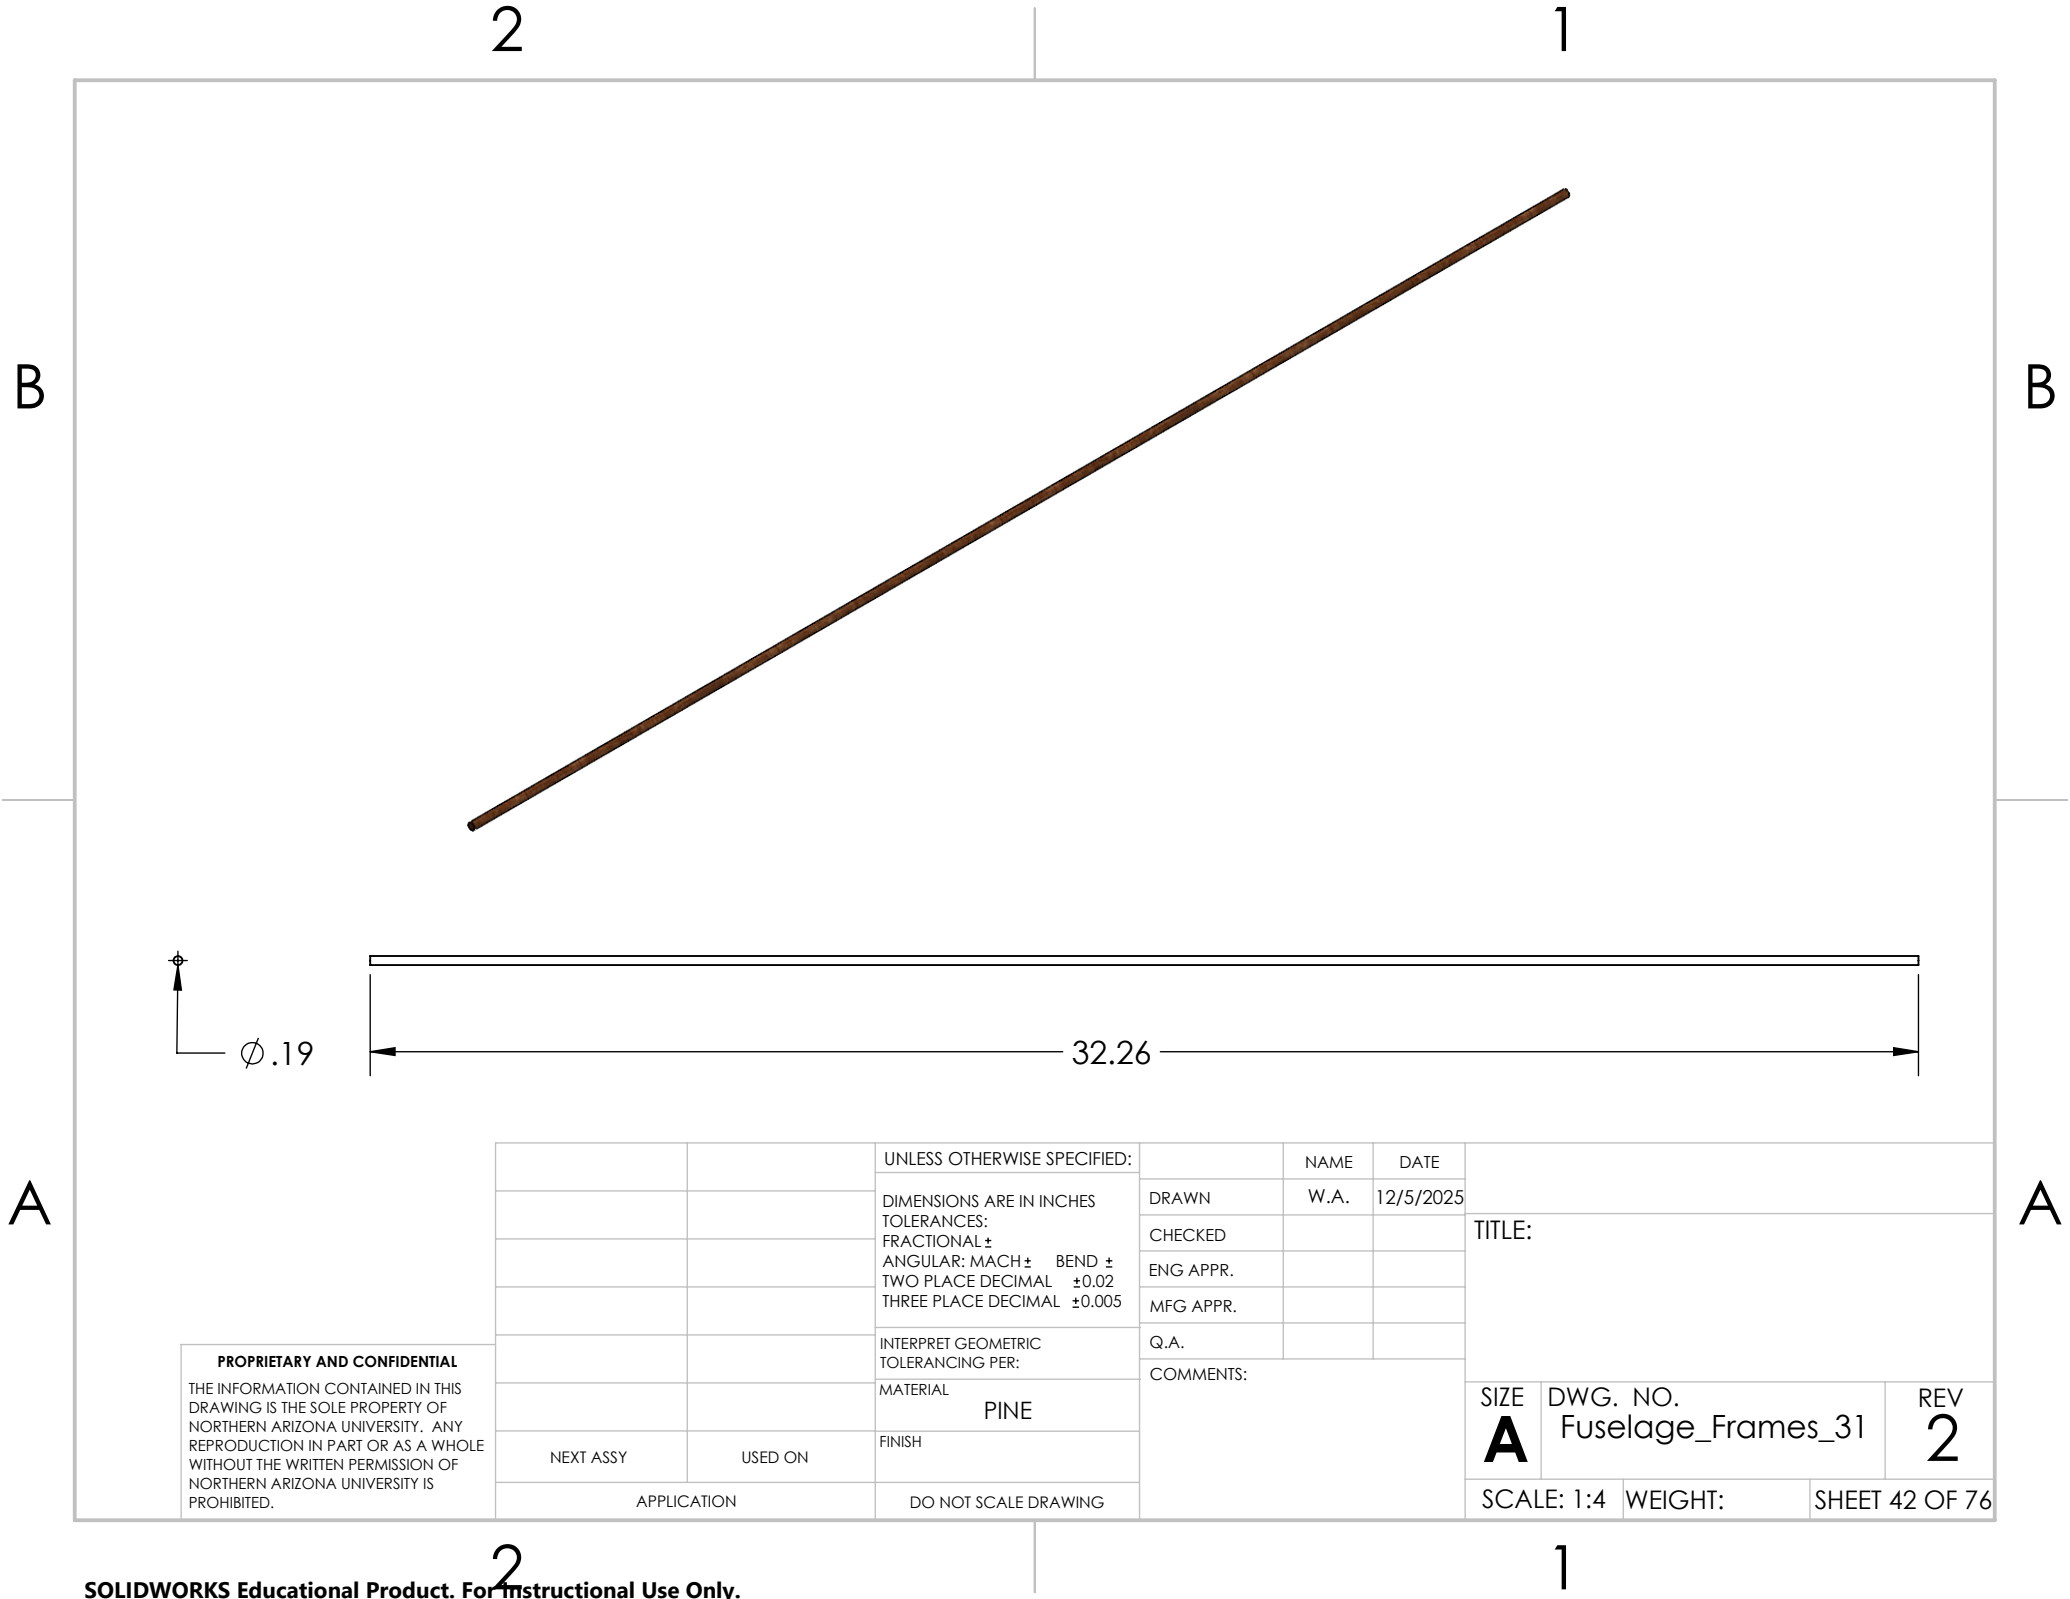 2 1
B B
⌀.19
32.26
A A
UNLESS OTHERWISE SPECIFIED:
DIMENSIONS ARE IN INCHES
TOLERANCES:
FRACTIONAL ±
ANGULAR: MACH ± BEND ±
TWO PLACE DECIMAL ±0.02
THREE PLACE DECIMAL ±0.005
INTERPRET GEOMETRIC
TOLERANCING PER:
MATERIAL
PINE
FINISH
DO NOT SCALE DRAWING
NAME DATE
DRAWN W.A. 12/5/2025
CHECKED
ENG APPR.
MFG APPR.
Q.A.
COMMENTS:
TITLE:
SIZE DWG. NO. REV
A Fuselage_Frames_31 2
SCALE: 1:4 WEIGHT: SHEET 42 OF 76
PROPRIETARY AND CONFIDENTIAL
THE INFORMATION CONTAINED IN THIS
DRAWING IS THE SOLE PROPERTY OF
NORTHERN ARIZONA UNIVERSITY. ANY
REPRODUCTION IN PART OR AS A WHOLE
WITHOUT THE WRITTEN PERMISSION OF
NORTHERN ARIZONA UNIVERSITY IS
PROHIBITED.
NEXT ASSY USED ON
APPLICATION
2 1
SOLIDWORKS Educational Product. For Instructional Use Only.